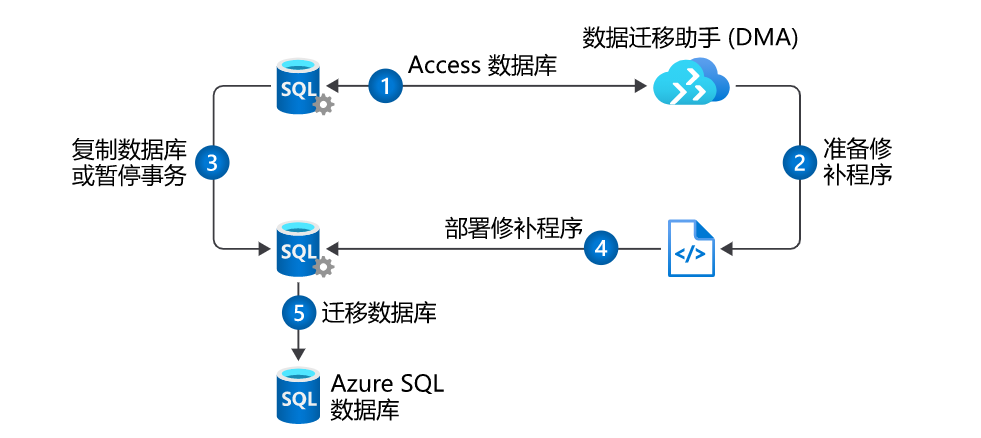 数据迁移助手 (DMA)
Access 数据库
1
SQL
复制数据库
或暂停事务
3
2
准备修
补程序
部署修补程序
4
SQL
</>
5
迁移数据库
SQL
Azure SQL
数据库